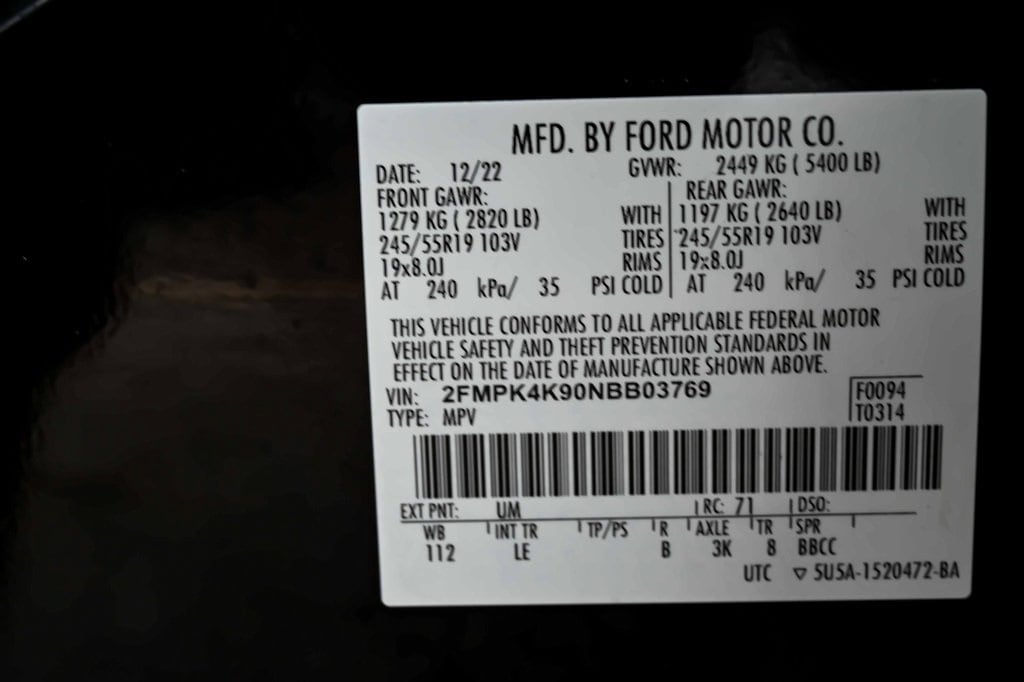 MFD. BY FORD MOTOR CO.
DATE: 12/22 GVWR: 2449 KG ( 5400 LB)
FRONT GAWR: REAR GAWR:
1279 KG ( 2820 LB) WITH 1197 KG ( 2640 LB) WITH
245/55R19 103V TIRES 245/55R19 103V TIRES
19x8.0J RIMS 19x8.0J RIMS
AT 240 kPa/ 35 PSI COLD AT 240 kPa/ 35 PSI COLD
THIS VEHICLE CONFORMS TO ALL APPLICABLE FEDERAL MOTOR
VEHICLE SAFETY AND THEFT PREVENTION STANDARDS IN
EFFECT ON THE DATE OF MANUFACTURE SHOWN ABOVE.
VIN: 2FMPK4K90NBB03769 F0094
TYPE: MPV T0314
EXT PNT: UM RC: 71 DSO:
WB INT TR TP/PS R AXLE TR SPR
112 LE B 3K 8 BBCC
UTC ▽ 5U5A-1520472-BA